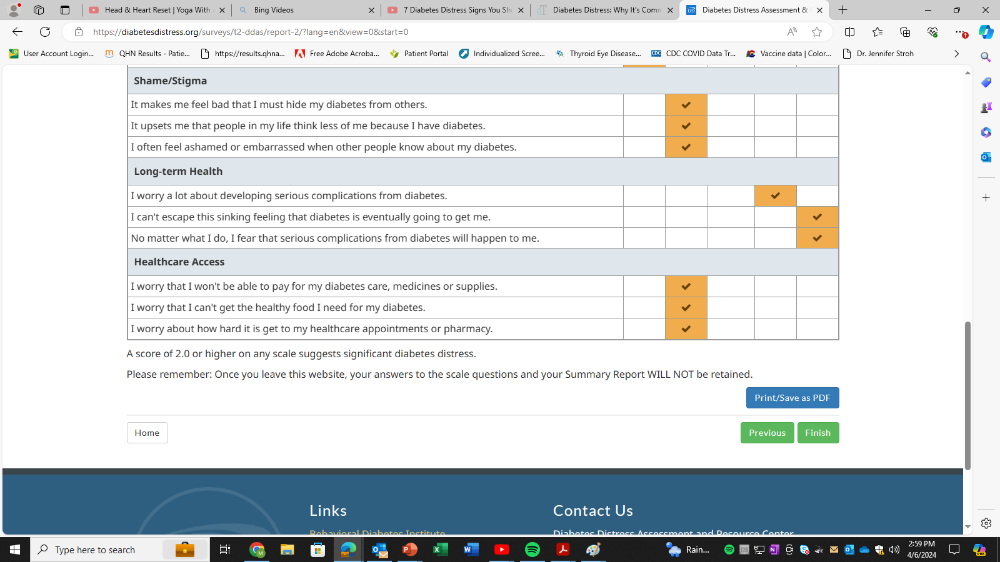 Head & Heart Reset | Yoga With
Bing Videos
7 Diabetes Distress Signs You Sho
Diabetes Distress: Why It's Comm
Diabetes Distress Assessment &
https://diabetesdistress.org/surveys/t2-ddas/report-2/?lang=en&view=0&start=0
User Account Login...
QHN Results - Patie...
https://results.qhna...
Free Adobe Acroba...
Patient Portal
Individualized Scree...
Thyroid Eye Disease...
CDC COVID Data Tr...
Vaccine data | Color...
Dr. Jennifer Stroh
Shame/Stigma
It makes me feel bad that I must hide my diabetes from others.
It upsets me that people in my life think less of me because I have diabetes.
I often feel ashamed or embarrassed when other people know about my diabetes.
Long-term Health
I worry a lot about developing serious complications from diabetes.
I can't escape this sinking feeling that diabetes is eventually going to get me.
No matter what I do, I fear that serious complications from diabetes will happen to me.
Healthcare Access
I worry that I won't be able to pay for my diabetes care, medicines or supplies.
I worry that I can't get the healthy food I need for my diabetes.
I worry about how hard it is get to my healthcare appointments or pharmacy.
A score of 2.0 or higher on any scale suggests significant diabetes distress.
Please remember: Once you leave this website, your answers to the scale questions and your Summary Report WILL NOT be retained.
Print/Save as PDF
Home
Previous
Finish
Links
Contact Us
Behavioral Diabetes Institute
Diabetes Distress Assessment and Resource Center
Type here to search
Rain...
2:59 PM
4/6/2024